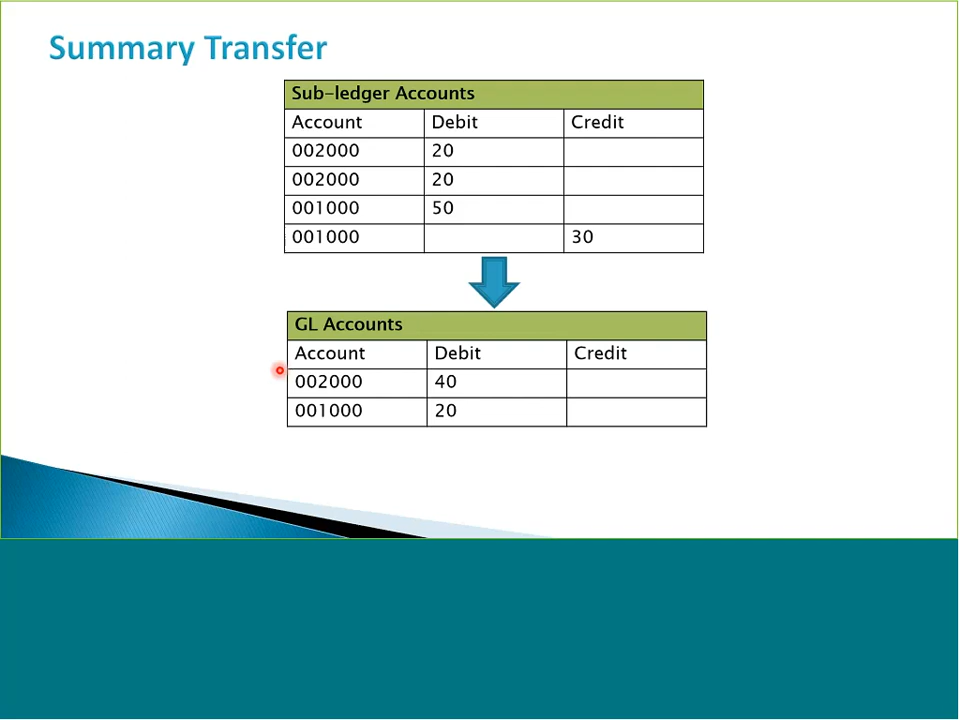 Summary Transfer
Sub-ledger Accounts
Account Debit Credit
002000 20
002000 20
001000 50
001000 30
GL Accounts
Account Debit Credit
002000 40
001000 20